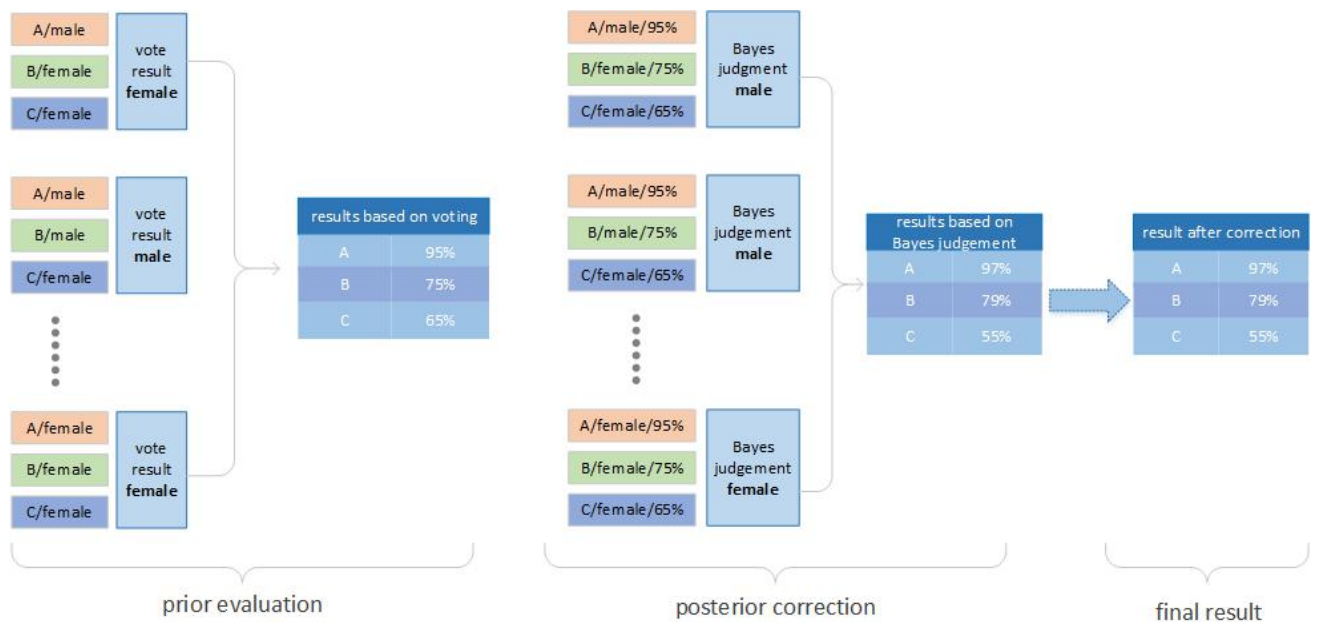 A/male
B/female
C/female
vote
result
female
A/male
B/male
C/female
vote
result
male
A/female
B/female
C/female
vote
result
female
results based on voting
A 95%
B 75%
C 65%
prior evaluation
A/male/95%
B/female/75%
C/female/65%
Bayes
judgment
male
A/male/95%
B/male/75%
C/female/65%
Bayes
judgment
male
A/female/95%
B/female/75%
C/female/65%
Bayes
judgement
female
results based on
Bayes judgement
A 97%
B 79%
C 55%
posterior correction
result after correction
A 97%
B 79%
C 55%
final result